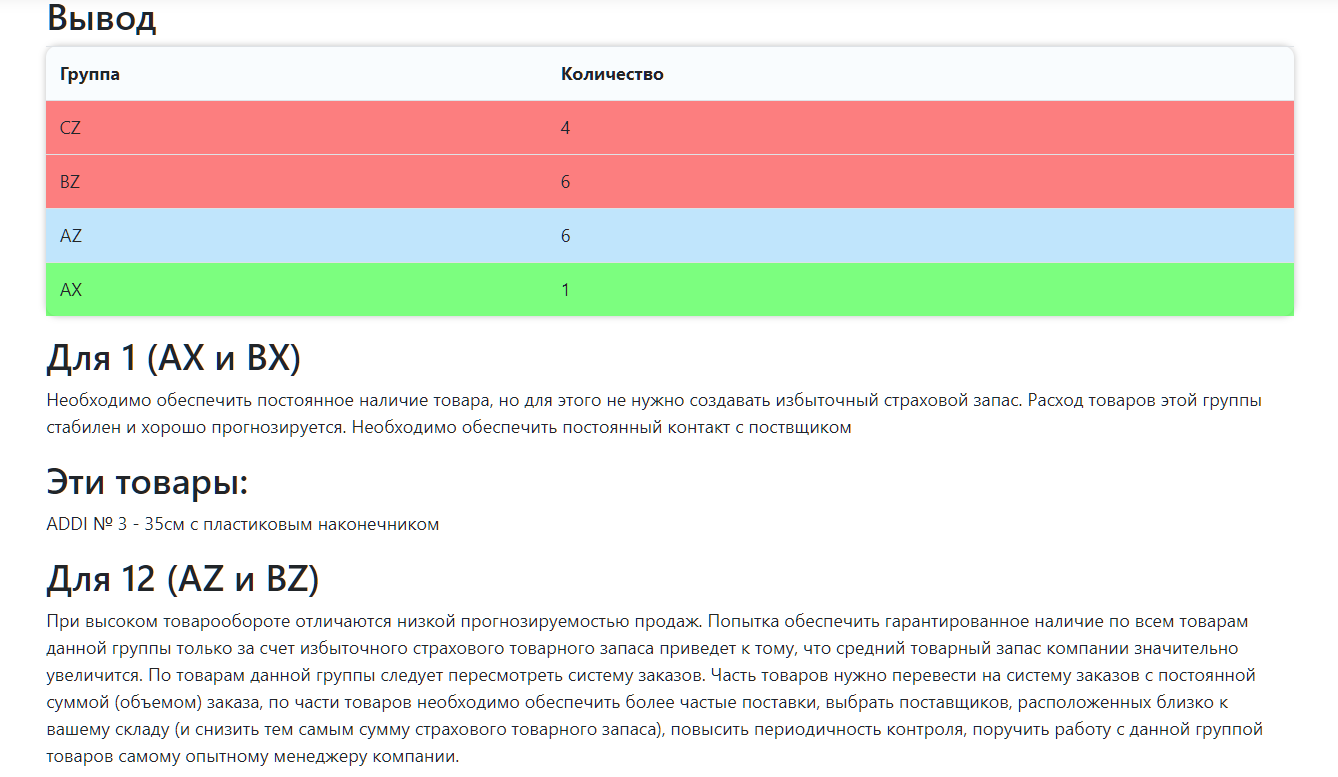 Вывод
Группа Количество
CZ 4
BZ 6
AZ 6
AX 1
Для 1 (AX и BX)
Необходимо обеспечить постоянное наличие товара, но для этого не нужно создавать избыточный страховой запас. Расход товаров этой группы
стабилен и хорошо прогнозируется. Необходимо обеспечить постоянный контакт с поствщиком
Эти товары:
ADDI № 3 - 35см с пластиковым наконечником
Для 12 (AZ и BZ)
При высоком товарообороте отличаются низкой прогнозируемостью продаж. Попытка обеспечить гарантированное наличие по всем товарам
данной группы только за счет избыточного страхового товарного запаса приведет к тому, что средний товарный запас компании значительно
увеличится. По товарам данной группы следует пересмотреть систему заказов. Часть товаров нужно перевести на систему заказов с постоянной
суммой (объемом) заказа, по части товаров необходимо обеспечить более частые поставки, выбрать поставщиков, расположенных близко к
вашему складу (и снизить тем самым сумму страхового товарного запаса), повысить периодичность контроля, поручить работу с данной группой
товаров самому опытному менеджеру компании.